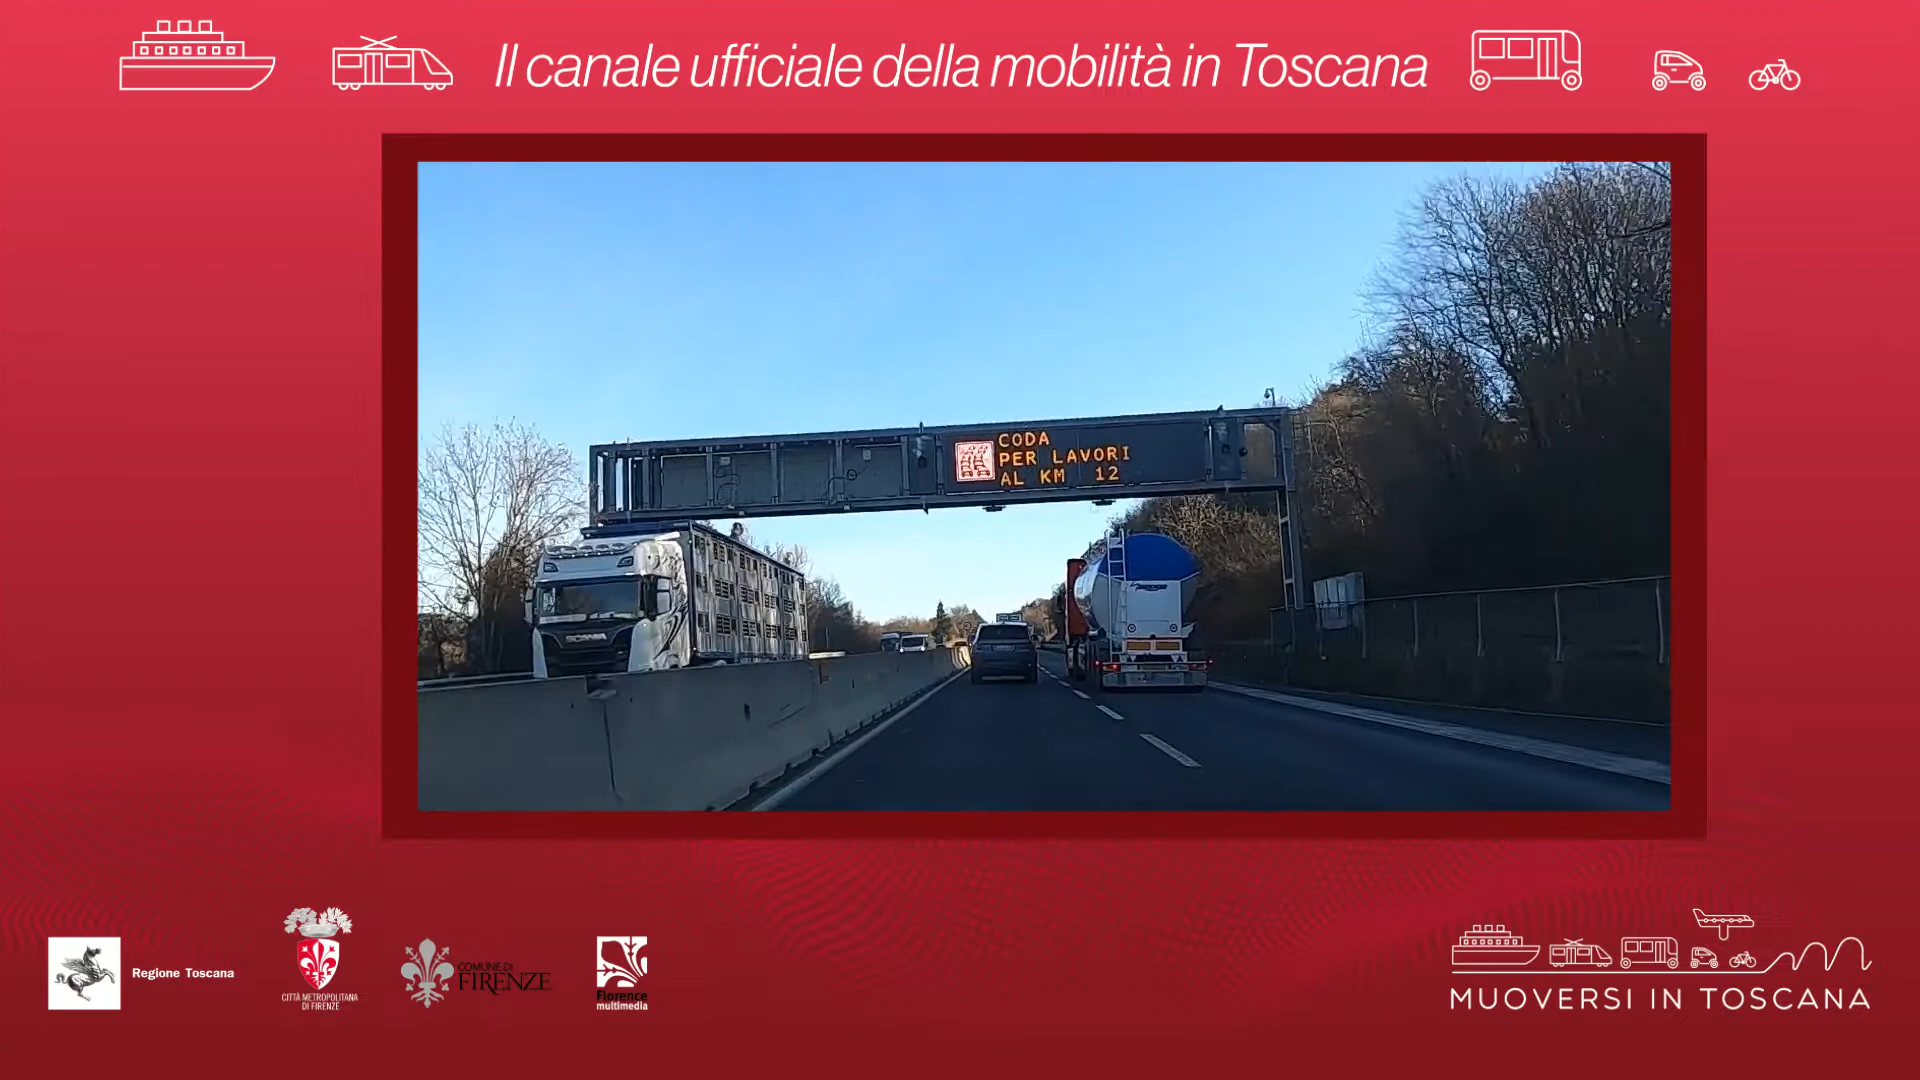 Il canale ufficiale della mobilità in Toscana
CODA
PER LAVORI
AL KM 12
SCANIA
Regione Toscana
CITTÀ METROPOLITANA
DI FIRENZE
COMUNE DI
FIRENZE
Florence
multimedia
MUOVERSI IN TOSCANA